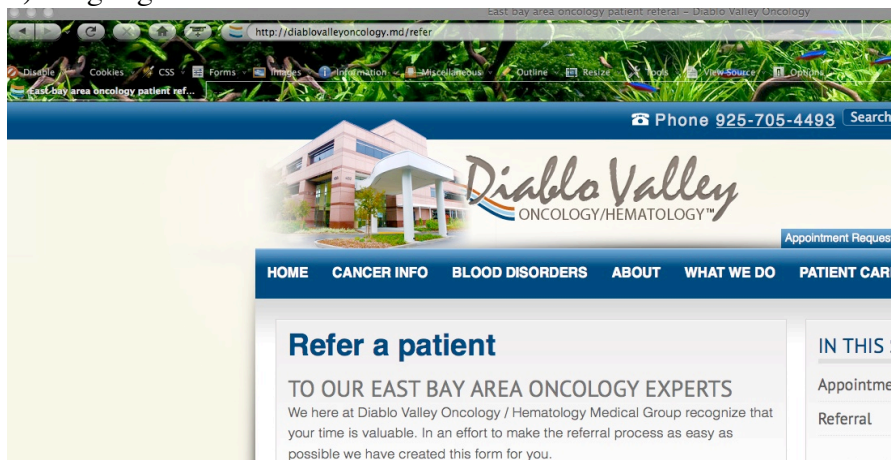 East bay area oncology patient referal – Diablo Valley Oncology
http://diablovalleyoncology.md/refer
Disable Cookies CSS Forms Images Information Miscellaneous Outline Resize Tools View Source Options
East bay area oncology patient ref...
Phone 925-705-4493 Search
Diablo Valley
ONCOLOGY/HEMATOLOGY™
Appointment Reques
HOME CANCER INFO BLOOD DISORDERS ABOUT WHAT WE DO PATIENT CAR
Refer a patient
IN THIS
TO OUR EAST BAY AREA ONCOLOGY EXPERTS
Appointme
We here at Diablo Valley Oncology / Hematology Medical Group recognize that
your time is valuable. In an effort to make the referral process as easy as
possible we have created this form for you.
Referral